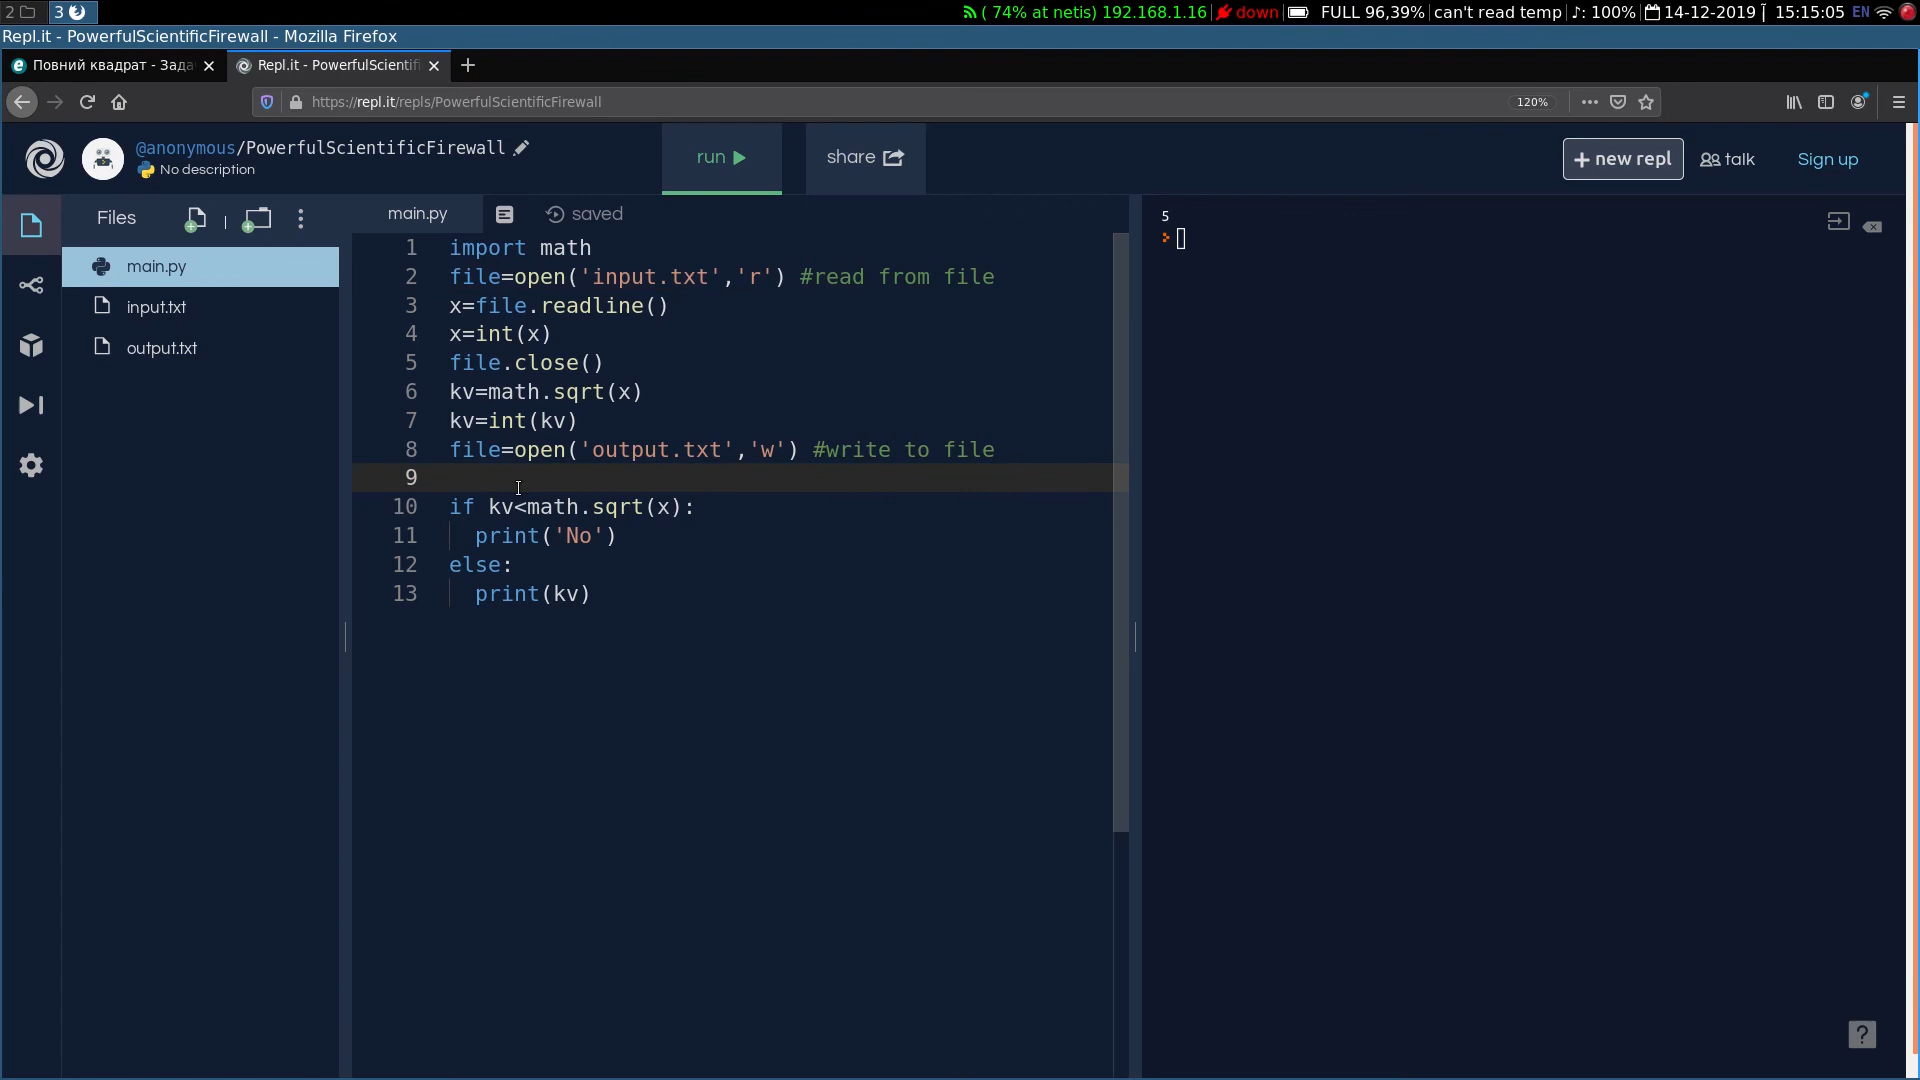 2 3 ( 74% at netis) 192.168.1.16 down FULL 96,39% can't read temp ♪: 100% 14-12-2019 15:15:05 EN
Repl.it - PowerfulScientificFirewall - Mozilla Firefox
Повний квадрат - Зада Repl.it - PowerfulScientif
https://repl.it/repls/PowerfulScientificFirewall 120%
@anonymous/PowerfulScientificFirewall
No description
run share + new repl talk Sign up
Files main.py saved
main.py
input.txt
output.txt
1 import math
2 file=open('input.txt','r') #read from file
3 x=file.readline()
4 x=int(x)
5 file.close()
6 kv=math.sqrt(x)
7 kv=int(kv)
8 file=open('output.txt','w') #write to file
9
10 if kv<math.sqrt(x):
11 print('No')
12 else:
13 print(kv)
5
?